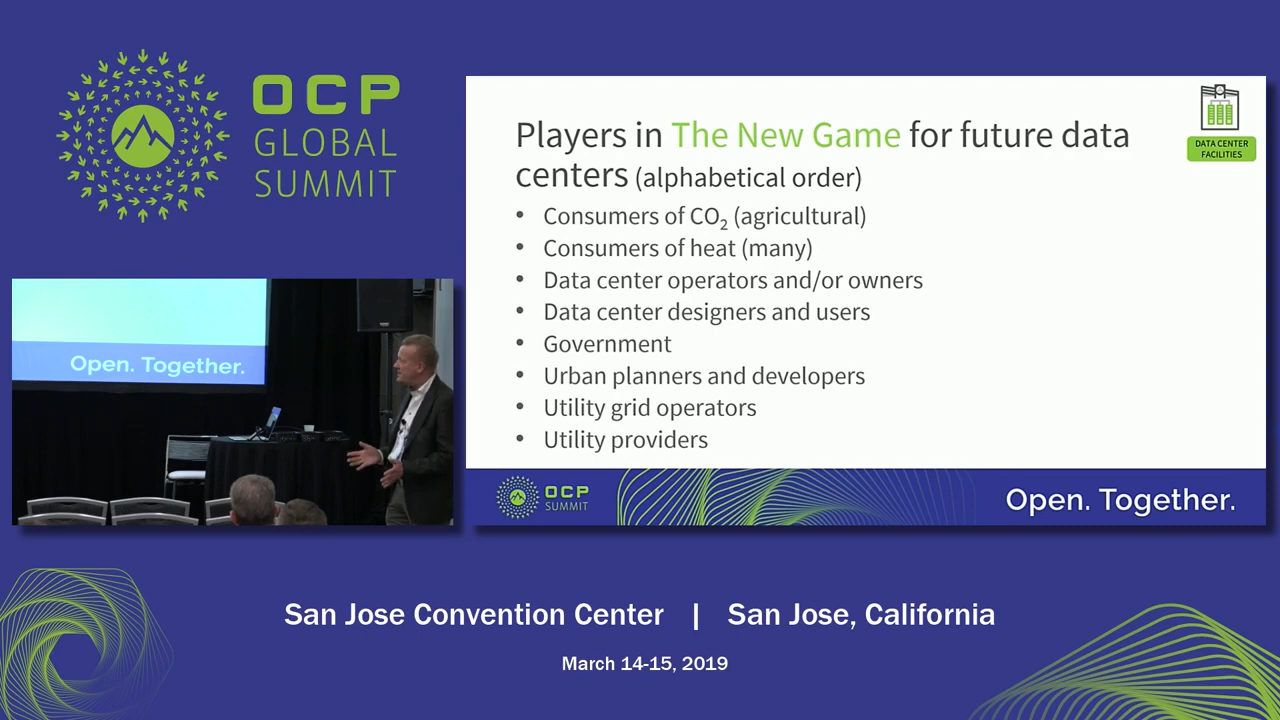 OCP
GLOBAL
SUMMIT
Players in The New Game for future data
centers (alphabetical order)
DATA CENTER
FACILITIES
• Consumers of CO₂ (agricultural)
• Consumers of heat (many)
• Data center operators and/or owners
• Data center designers and users
• Government
• Urban planners and developers
• Utility grid operators
• Utility providers
OCP
SUMMIT
Open. Together.
Open. Together.
San Jose Convention Center | San Jose, California
March 14-15, 2019